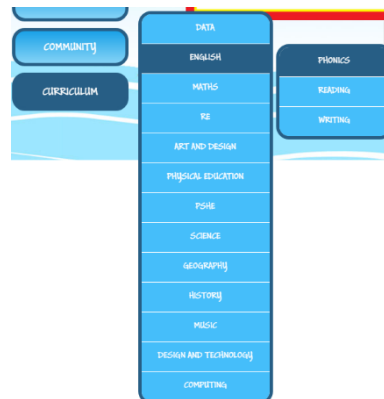 COMMUNITY
CURRICULUM
DATA
ENGLISH
MATHS
RE
ART AND DESIGN
PHYSICAL EDUCATION
PSHE
SCIENCE
GEOGRAPHY
HISTORY
MUSIC
DESIGN AND TECHNOLOGY
COMPUTING
PHONICS
READING
WRITING